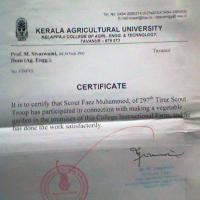 KERALA AGRICULTURAL UNIVERSITY
KELAPPAJI COLLEGE OF AGRL. ENGG. & TECHNOLOGY
TAVANUR - 679 573
Prof. M. Sivaswami,
Dean (Ag. Engg.).
Tavanur
CERTIFICATE
It is to certify that Scout Faez Muhammed, of 297th Tirur Scout
Troup has participated in connection with making a vegetable
garden in the premises of this College Instructional Farm, and he
has done the work satisfactorily.